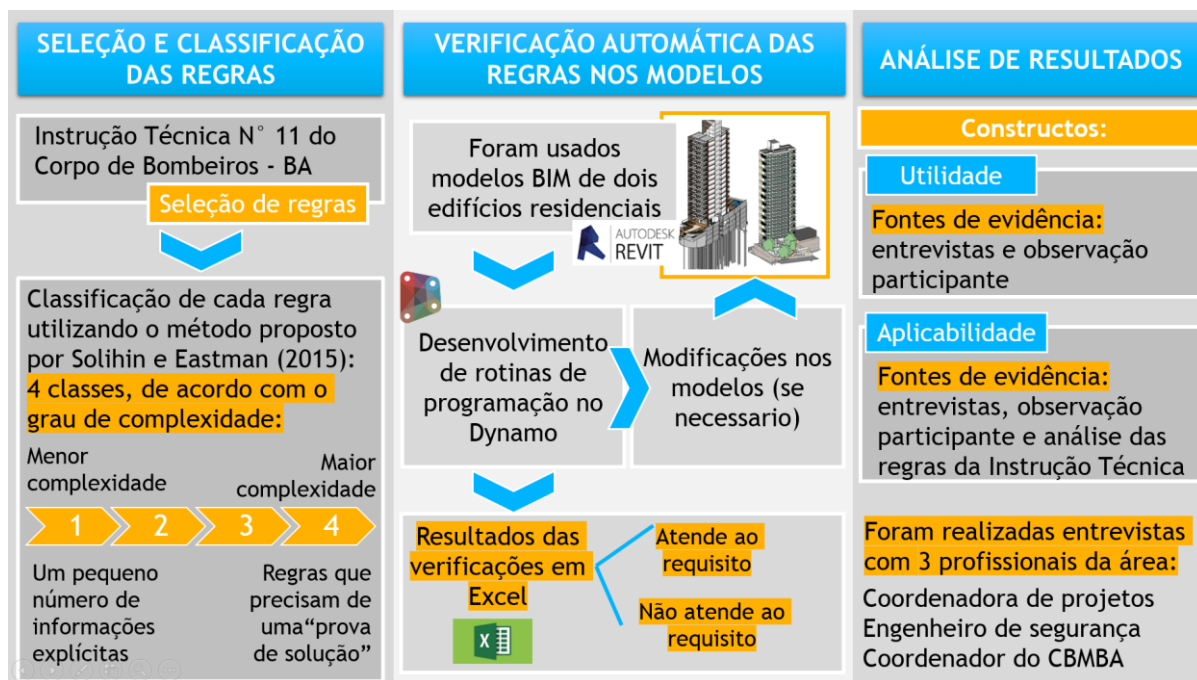 SELEÇÃO E CLASSIFICAÇÃO
DAS REGRAS
Instrução Técnica N° 11 do
Corpo de Bombeiros - BA
Seleção de regras
Classificação de cada regra
utilizando o método proposto
por Solihin e Eastman (2015):
4 classes, de acordo com o
grau de complexidade:
Menor
complexidade
Maior
complexidade
1 2 3 4
Um pequeno
número de
informações
explícitas
Regras que
precisam de
uma“prova
de solução”
VERIFICAÇÃO AUTOMÁTICA DAS
REGRAS NOS MODELOS
Foram usados
modelos BIM de dois
edifícios residenciais
AUTODESK
REVIT
Desenvolvimento
de rotinas de
programação no
Dynamo
Modificações nos
modelos (se
necessario)
Resultados das
verificações em
Excel
Atende ao
requisito
Não atende ao
requisito
ANÁLISE DE RESULTADOS
Constructos:
Utilidade
Fontes de evidência:
entrevistas e observação
participante
Aplicabilidade
Fontes de evidência:
entrevistas, observação
participante e análise das
regras da Instrução Técnica
Foram realizadas entrevistas
com 3 profissionais da área:
Coordenadora de projetos
Engenheiro de segurança
Coordenador do CBMBA